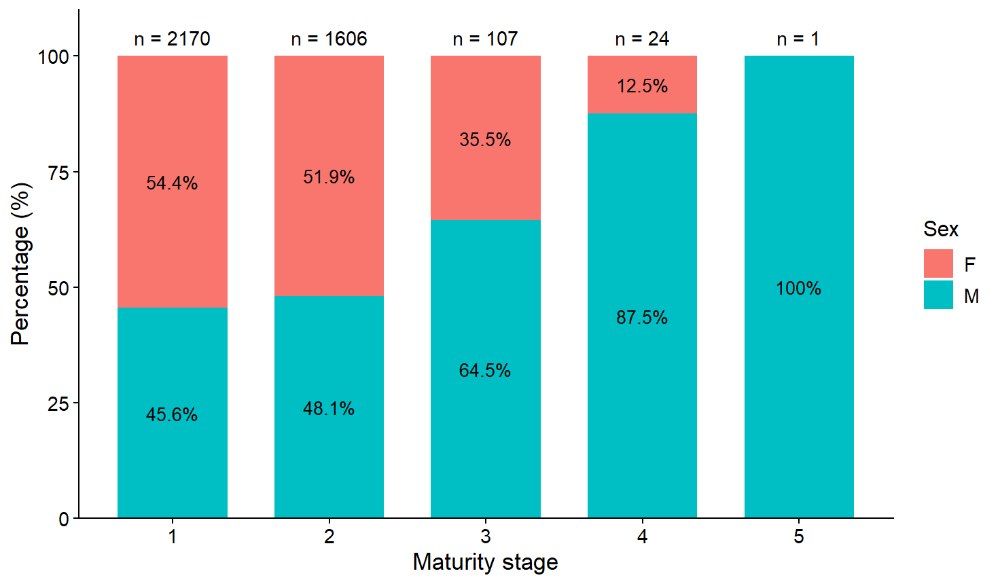 n = 2170 n = 1606 n = 107 n = 24 n = 1
100
75
50
25
0
Percentage (%)
54.4%
45.6%
51.9%
48.1%
35.5%
64.5%
12.5%
87.5%
100%
1 2 3 4 5
Maturity stage
Sex
F
M